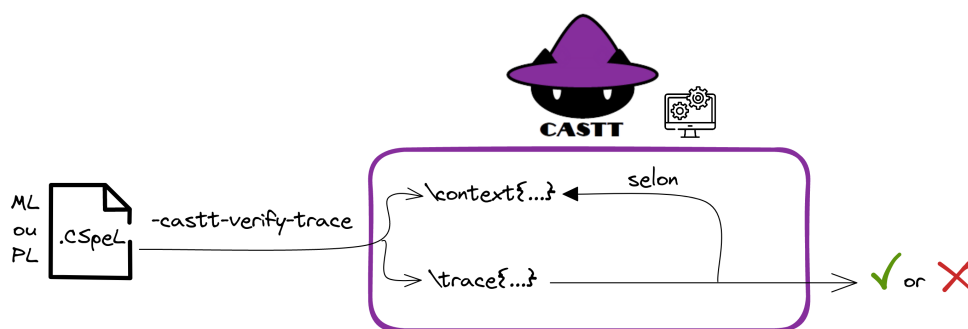 CASTT
ML
ou
PL
.CSpeL
-castt-verify-trace
\context{...}
selon
\trace{...}
or